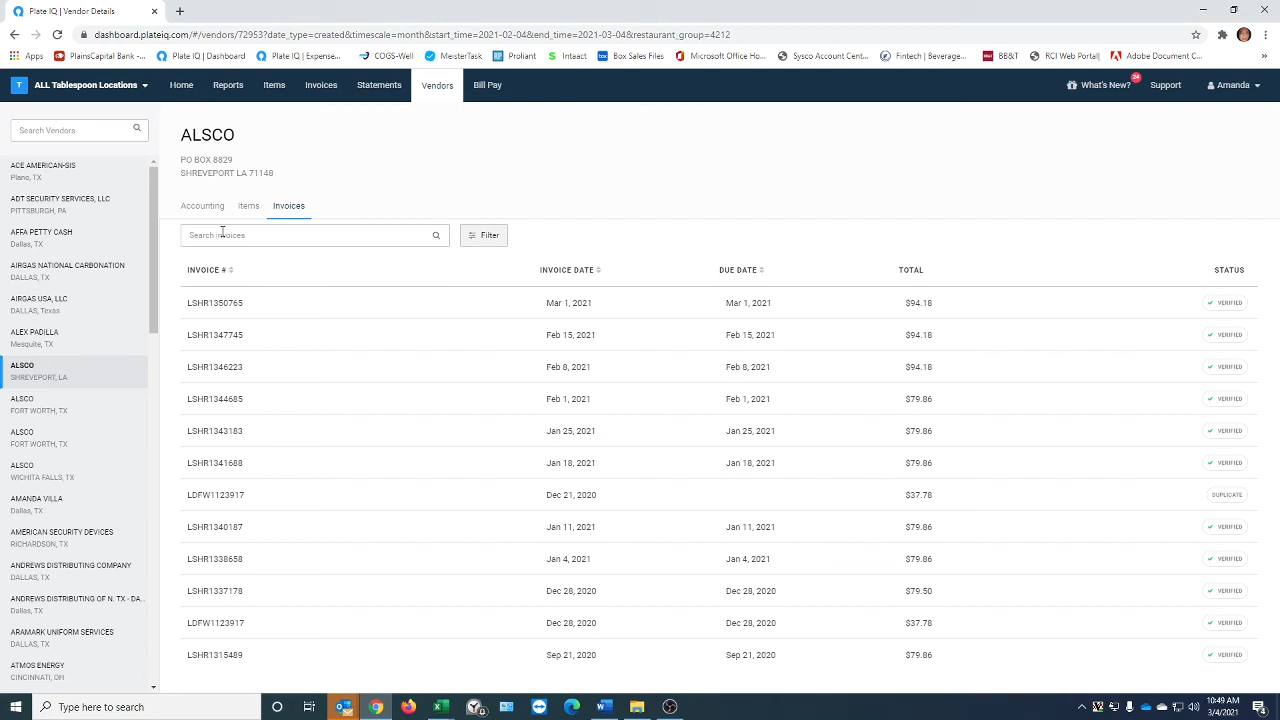 Plate IQ - Vendor Details
dashboard.plateiq.com/#/vendors/72953?date_type=created&timescale=month&start_time=2021-02-04&end_time=2021-03-04&restaurant_group=4212
Apps PlainsCapital Bank - ... Dashboard | Plate IQ Plate IQ | Expense... -COGS-Well MeisterTask Proliant Intact Box Sales Files Microsoft Office Ho... Sysco Account Cent... Fintech | Beverage... BB&T RCI Web Portal| Adobe Document C... »
T ALL Tablespoon Locations Home Reports Items Invoices Statements Vendors Bill Pay What's New? 24 Support Amanda
Search Vendors
ACE AMERICAN-SIS
Plano, TX
ADT SECURITY SERVICES, LLC
PITTSBURGH, PA
AFFA PETTY CASH
Dallas, TX
AIRGAS NATIONAL CARBONATION
DALLAS, TX
AIRGAS USA, LLC
DALLAS, Texas
ALEX PADILLA
Mesquite, TX
ALSCO
SHREVEPORT, LA
ALSCO
FORT WORTH, TX
ALSCO
FORT WORTH, TX
ALSCO
WICHITA FALLS, TX
AMANDA VILLA
Dallas, TX
AMERICAN SECURITY DEVICES
RICHARDSON, TX
ANDREWS DISTRIBUTING COMPANY
DALLAS, TX
ANDREWS DISTRIBUTING OF N. TX - DA...
Dallas, TX
ARAMARK UNIFORM SERVICES
DALLAS, TX
ATMOS ENERGY
CINCINNATI, OH
ALSCO
PO BOX 8829
SHREVEPORT LA 71148
Accounting Items Invoices
Search invoices Filter
INVOICE # INVOICE DATE DUE DATE TOTAL STATUS
LSHR1350765 Mar 1, 2021 Mar 1, 2021 $94.18 VERIFIED
LSHR1347745 Feb 15, 2021 Feb 15, 2021 $94.18 VERIFIED
LSHR1346223 Feb 8, 2021 Feb 8, 2021 $94.18 VERIFIED
LSHR1344685 Feb 1, 2021 Feb 1, 2021 $79.86 VERIFIED
LSHR1343183 Jan 25, 2021 Jan 25, 2021 $79.86 VERIFIED
LSHR1341688 Jan 18, 2021 Jan 18, 2021 $79.86 VERIFIED
LDFW1123917 Dec 21, 2020 Dec 21, 2020 $37.78 DUPLICATE
LSHR1340187 Jan 11, 2021 Jan 11, 2021 $79.86 VERIFIED
LSHR1338658 Jan 4, 2021 Jan 4, 2021 $79.86 VERIFIED
LSHR1337178 Dec 28, 2020 Dec 28, 2020 $79.50 VERIFIED
LDFW1123917 Dec 28, 2020 Dec 28, 2020 $37.78 VERIFIED
LSHR1315489 Sep 21, 2020 Sep 21, 2020 $79.86 VERIFIED
Type here to search
10:49 AM
3/4/2021